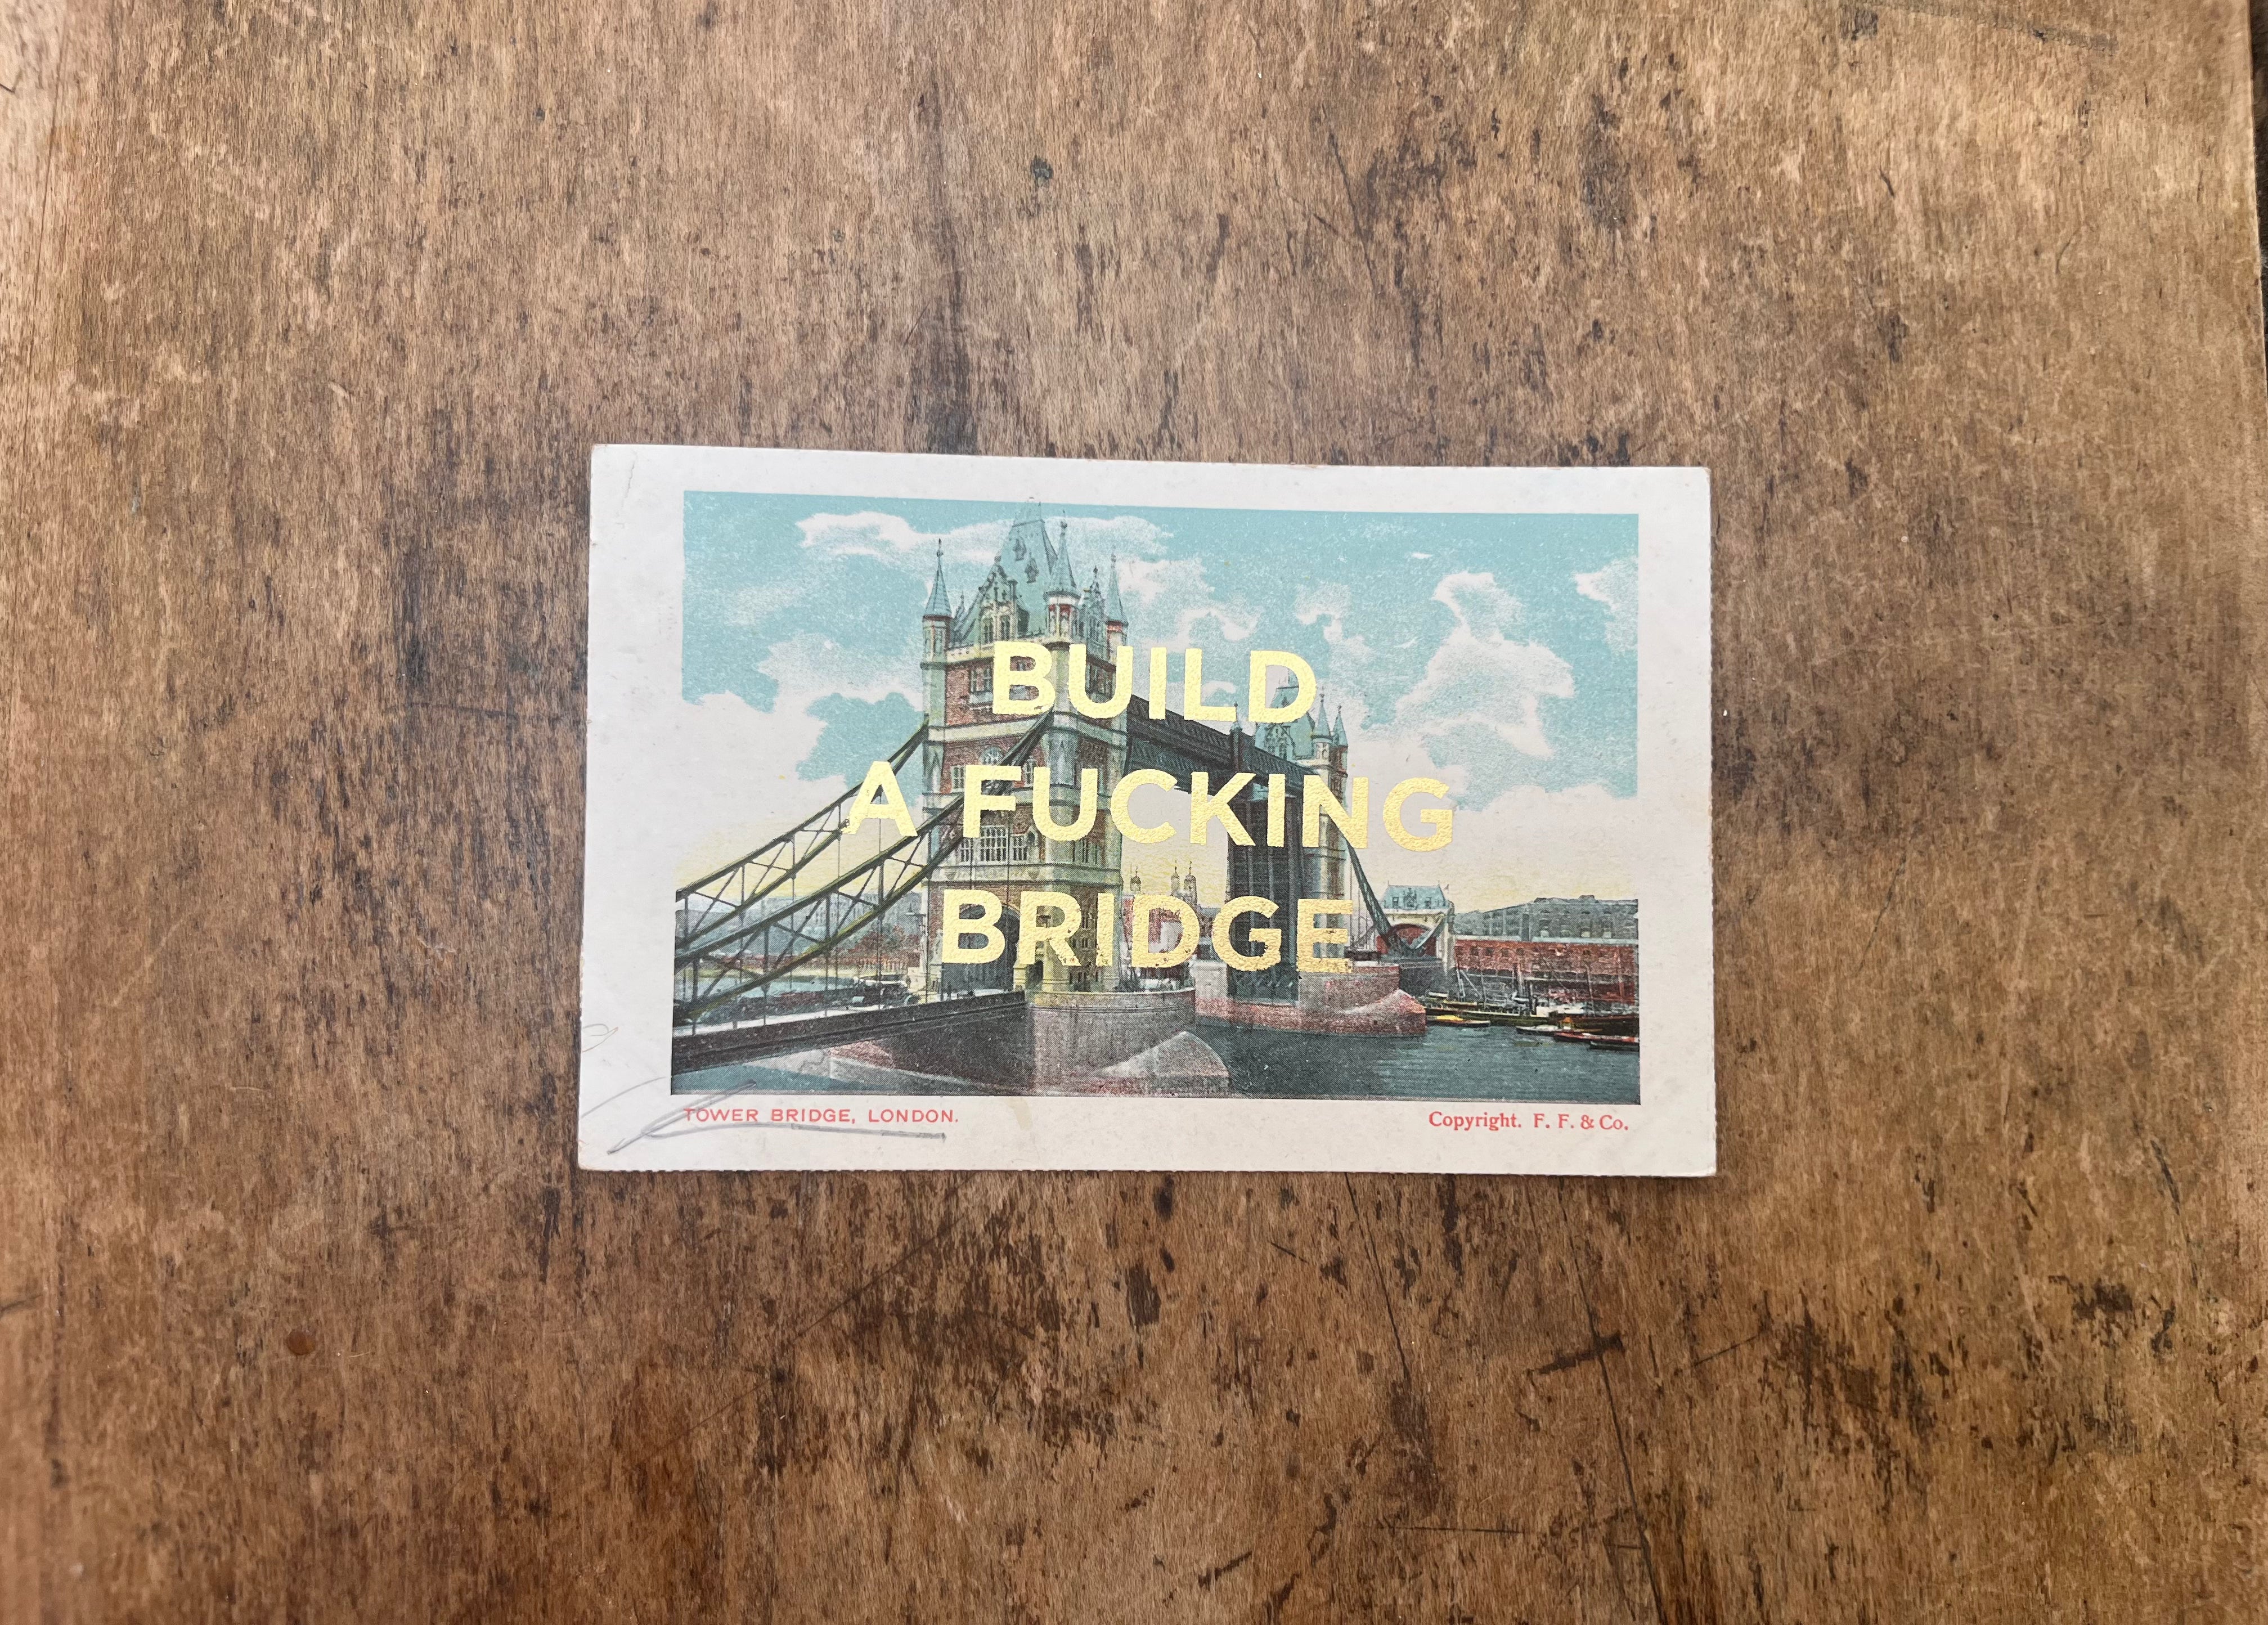 BUILD
A FUCKING
BRIDGE
TOWER BRIDGE, LONDON.
Copyright. F. F. & Co.